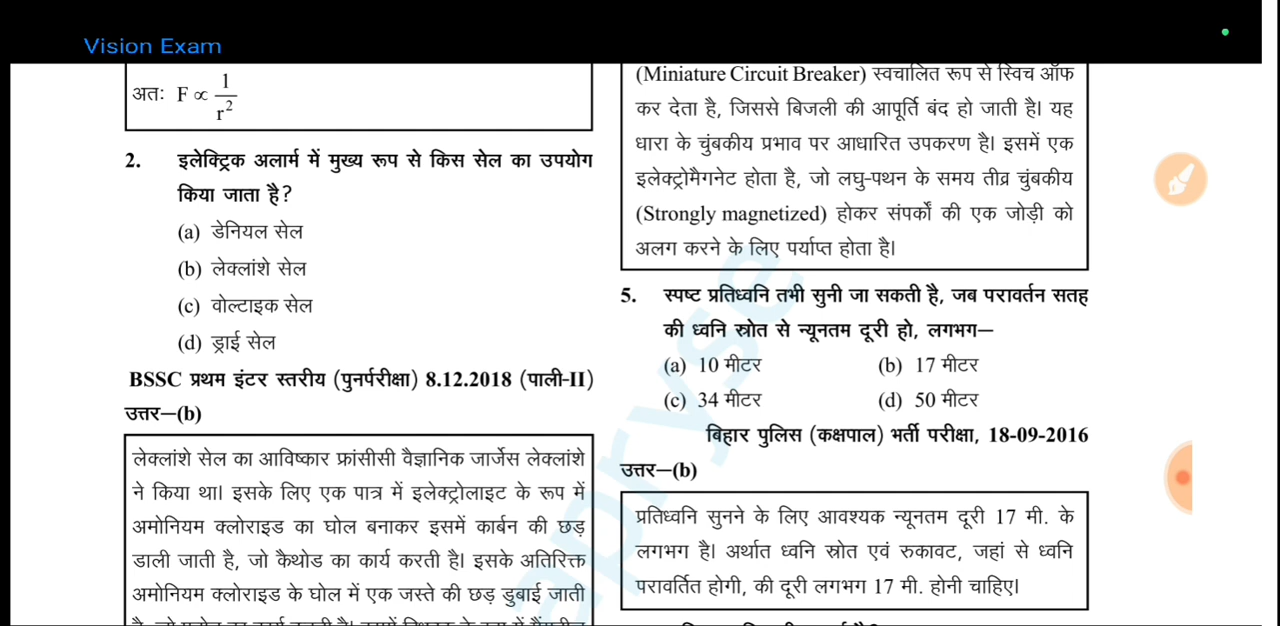 Vision Exam
अतः F ∝ 1/r²
2. इलेक्ट्रिक अलार्म में मुख्य रूप से किस सेल का उपयोग
किया जाता है?
(a) डेनियल सेल
(b) लेक्लांशे सेल
(c) वोल्टाइक सेल
(d) ड्राई सेल
BSSC प्रथम इंटर स्तरीय (पुनर्परीक्षा) 8.12.2018 (पाली-II)
उत्तर—(b)
लेक्लांशे सेल का आविष्कार फ्रांसीसी वैज्ञानिक जार्जेस लेक्लांशे
ने किया था। इसके लिए एक पात्र में इलेक्ट्रोलाइट के रूप में
अमोनियम क्लोराइड का घोल बनाकर इसमें कार्बन की छड़
डाली जाती है, जो कैथोड का कार्य करती है। इसके अतिरिक्त
अमोनियम क्लोराइड के घोल में एक जस्ते की छड़ डुबाई जाती
(Miniature Circuit Breaker) स्वचालित रूप से स्विच ऑफ
कर देता है, जिससे बिजली की आपूर्ति बंद हो जाती है। यह
धारा के चुंबकीय प्रभाव पर आधारित उपकरण है। इसमें एक
इलेक्ट्रोमैगनेट होता है, जो लघु-पथन के समय तीव्र चुंबकीय
(Strongly magnetized) होकर संपर्कों की एक जोड़ी को
अलग करने के लिए पर्याप्त होता है।
5. स्पष्ट प्रतिध्वनि तभी सुनी जा सकती है, जब परावर्तन सतह
की ध्वनि स्रोत से न्यूनतम दूरी हो, लगभग—
(a) 10 मीटर (b) 17 मीटर
(c) 34 मीटर (d) 50 मीटर
बिहार पुलिस (कक्षपाल) भर्ती परीक्षा, 18-09-2016
उत्तर—(b)
प्रतिध्वनि सुनने के लिए आवश्यक न्यूनतम दूरी 17 मी. के
लगभग है। अर्थात ध्वनि स्रोत एवं रुकावट, जहां से ध्वनि
परावर्तित होगी, की दूरी लगभग 17 मी. होनी चाहिए।